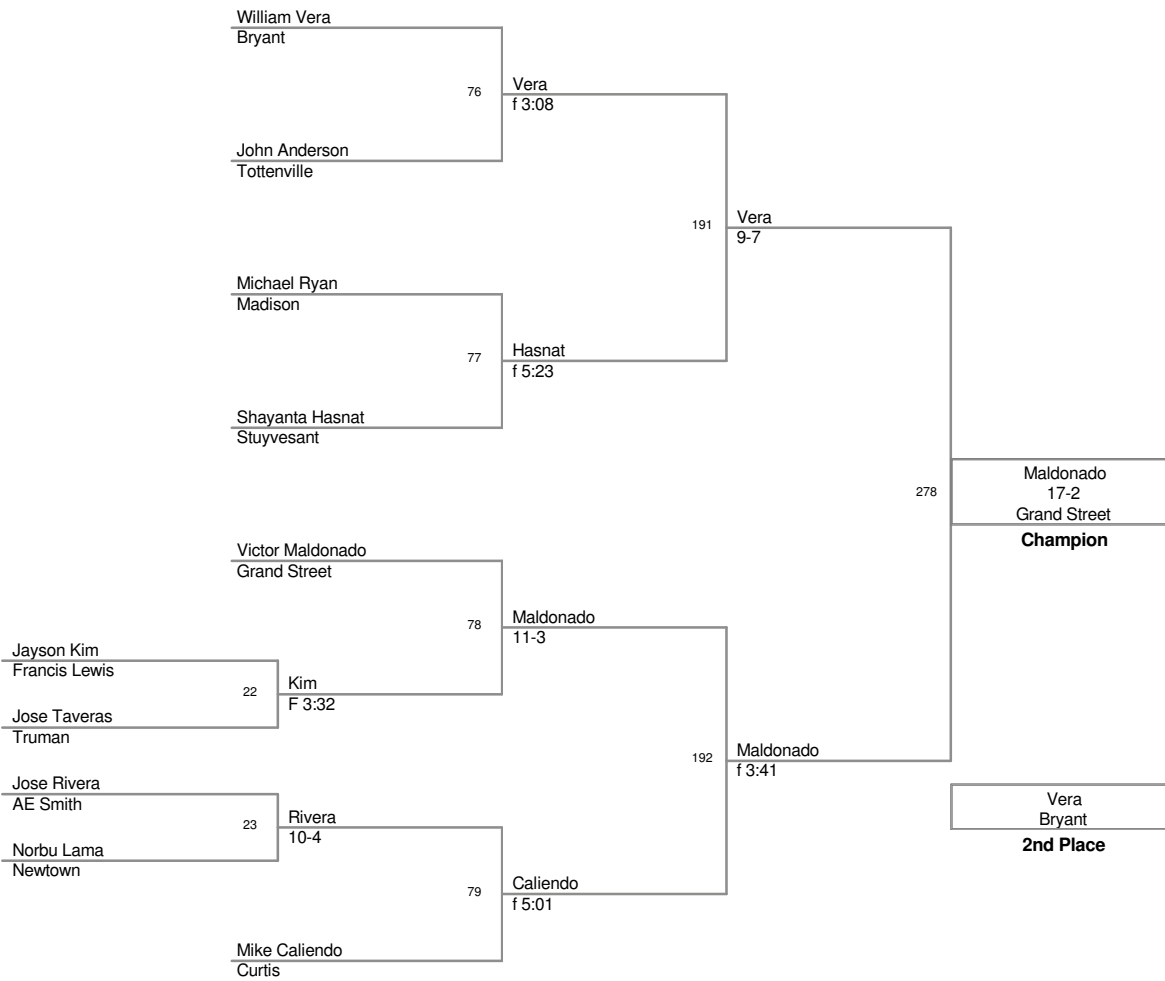 William Vera
Bryant
76
Vera
f 3:08
John Anderson
Tottenville
191
Vera
9-7
Michael Ryan
Madison
77
Hasnat
f 5:23
Shayanta Hasnat
Stuyvesant
278
Maldonado
17-2
Grand Street
Champion
Victor Maldonado
Grand Street
78
Maldonado
11-3
Jayson Kim
Francis Lewis
22
Kim
F 3:32
Jose Taveras
Truman
192
Maldonado
f 3:41
Jose Rivera
AE Smith
23
Rivera
10-4
Norbu Lama
Newtown
Vera
Bryant
2nd Place
79
Caliendo
f 5:01
Mike Caliendo
Curtis